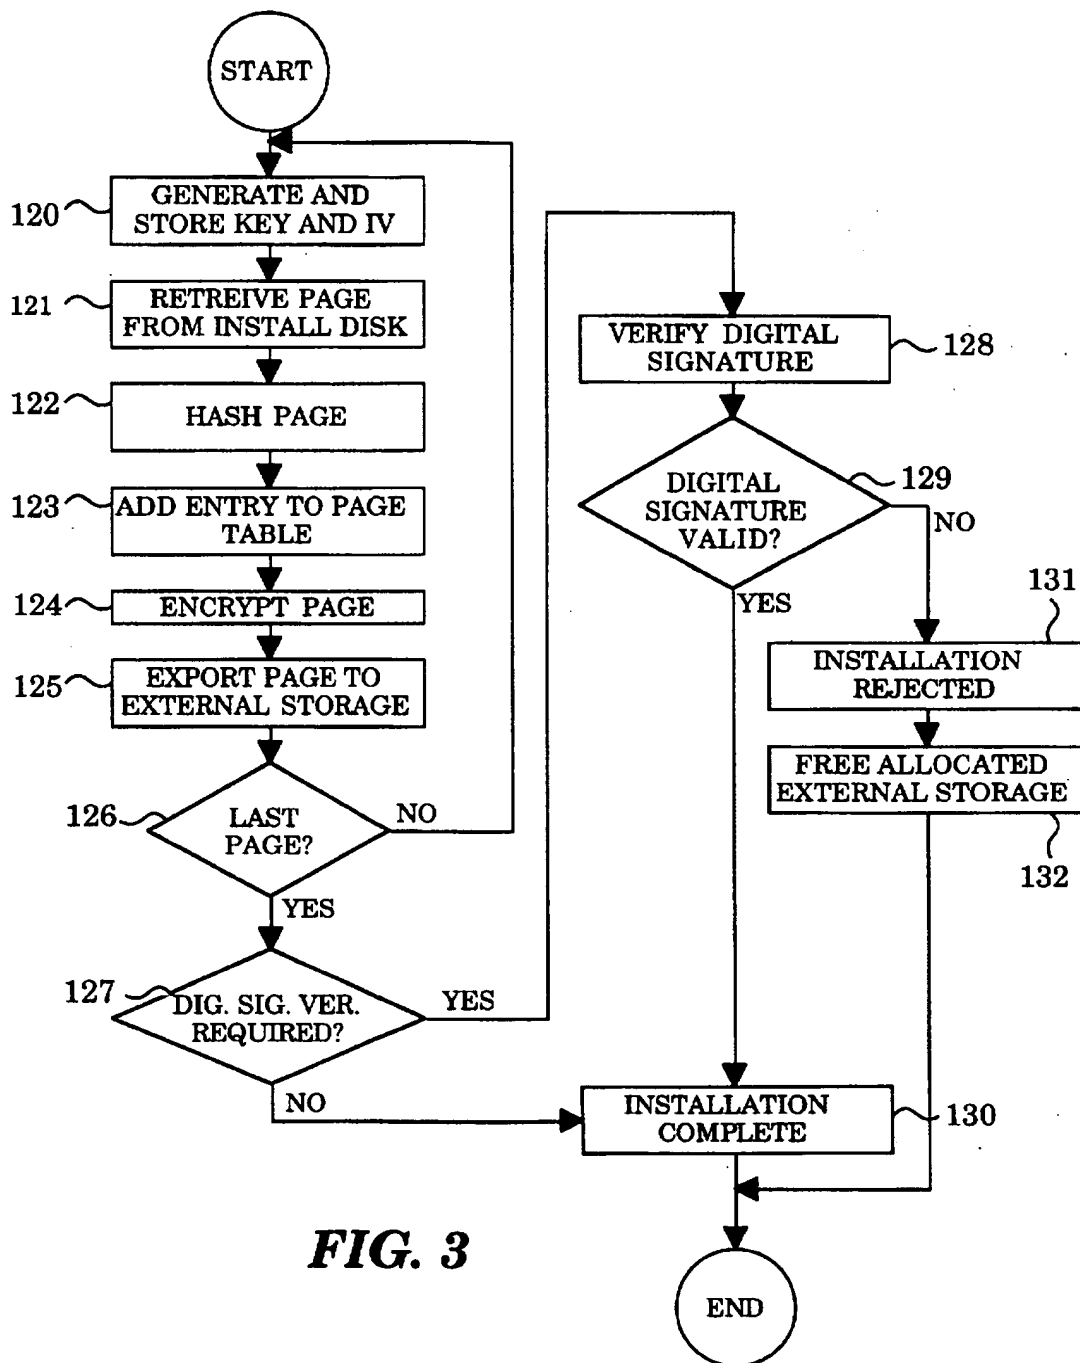 START
120
GENERATE AND
STORE KEY AND IV
121
RETREIVE PAGE
FROM INSTALL DISK
122
HASH PAGE
123
ADD ENTRY TO PAGE
TABLE
124
ENCRYPT PAGE
125
EXPORT PAGE TO
EXTERNAL STORAGE
126
LAST
PAGE?
NO
YES
127
DIG. SIG. VER.
REQUIRED?
YES
NO
VERIFY DIGITAL
SIGNATURE
128
DIGITAL
SIGNATURE
VALID?
129
NO
YES
131
INSTALLATION
REJECTED
FREE ALLOCATED
EXTERNAL STORAGE
132
INSTALLATION
COMPLETE
130
END
FIG. 3